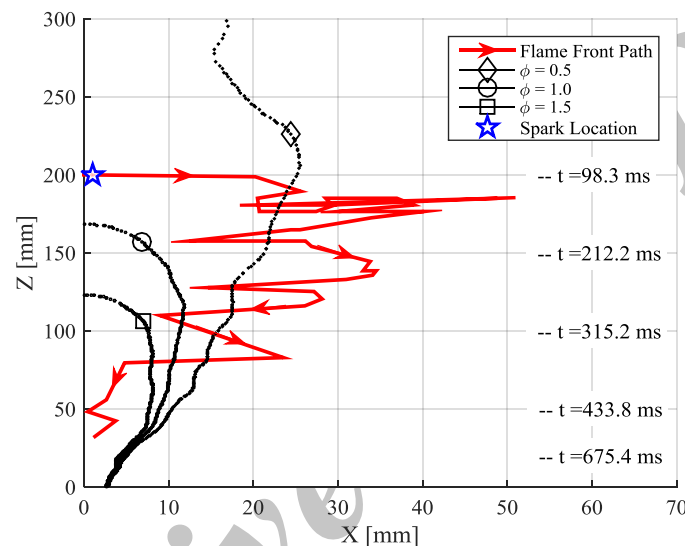 300
250
200
150
100
50
0
Z [mm]
0 10 20 30 40 50 60 70
X [mm]
Flame Front Path
ϕ = 0.5
ϕ = 1.0
ϕ = 1.5
Spark Location
-- t =98.3 ms
-- t =212.2 ms
-- t =315.2 ms
-- t =433.8 ms
-- t =675.4 ms